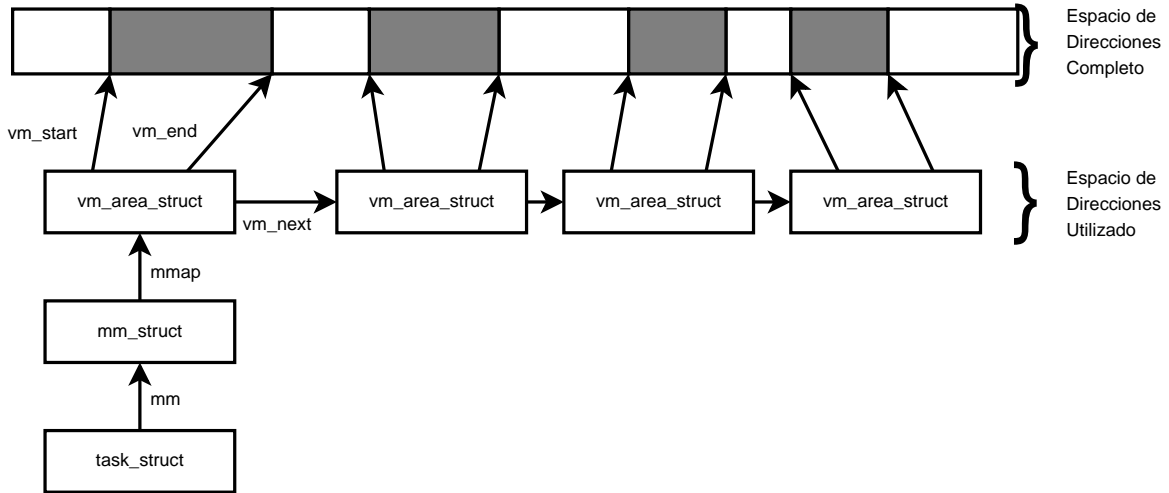 Espacio de
Direcciones
Completo
vm_start
vm_end
vm_area_struct
vm_next
vm_area_struct
vm_area_struct
vm_area_struct
Espacio de
Direcciones
Utilizado
mmap
mm_struct
mm
task_struct